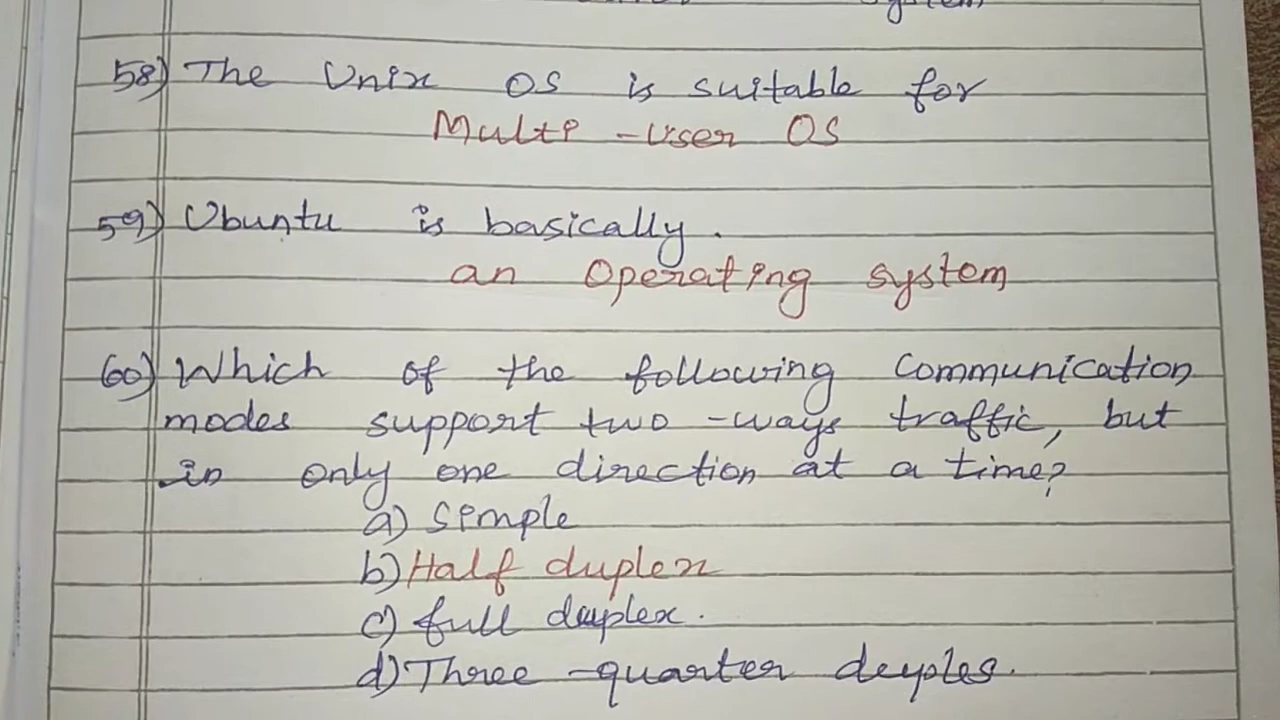 system
58) The Unix OS is suitable for
Multi -User OS
59) Ubuntu is basically.
an Operating system
60) Which of the following Communication
modes support two -ways traffic, but
in only one direction at a time?
a) Simple
b) Half duplex
c) full duplex.
d) Three -quarter deyples.